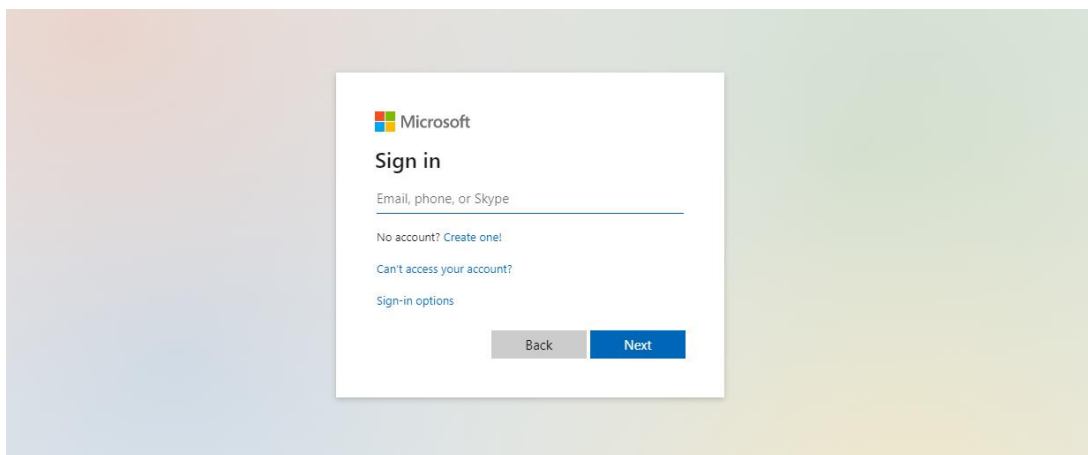 Microsoft
Sign in
Email, phone, or Skype
No account? Create one!
Can't access your account?
Sign-in options
Back Next